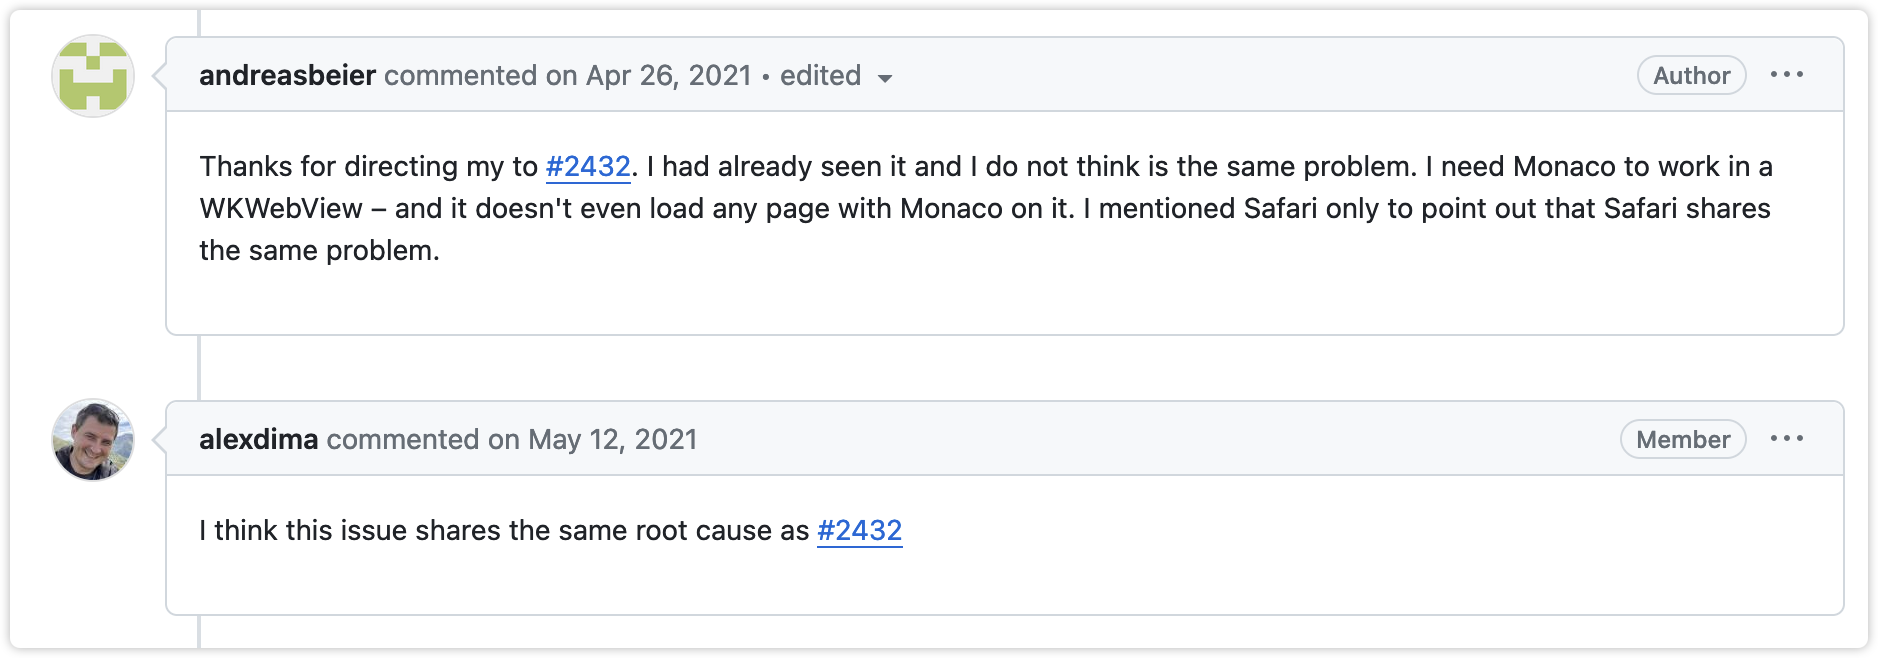 andreasbeier commented on Apr 26, 2021 • edited
Author
Thanks for directing my to #2432. I had already seen it and I do not think is the same problem. I need Monaco to work in a
WKWebView – and it doesn't even load any page with Monaco on it. I mentioned Safari only to point out that Safari shares
the same problem.
alexdima commented on May 12, 2021
Member
I think this issue shares the same root cause as #2432